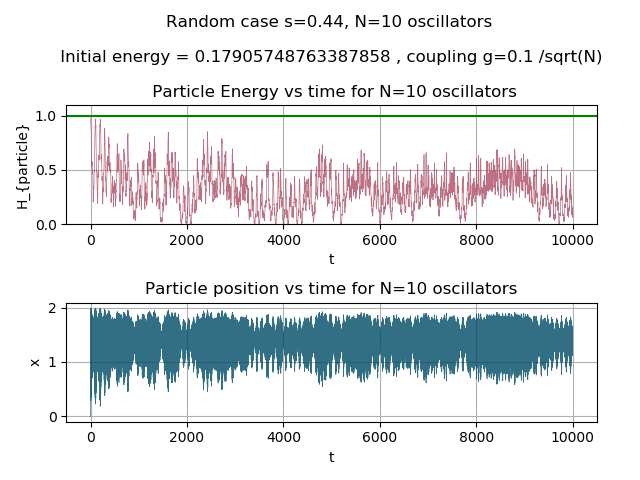 Random case s=0.44, N=10 oscillators
Initial energy = 0.17905748763387858 , coupling g=0.1 /sqrt(N)
Particle Energy vs time for N=10 oscillators
H_{particle}
1.0
0.5
0.0
0 2000 4000 6000 8000 10000
t
Particle position vs time for N=10 oscillators
x
2
1
0
0 2000 4000 6000 8000 10000
t